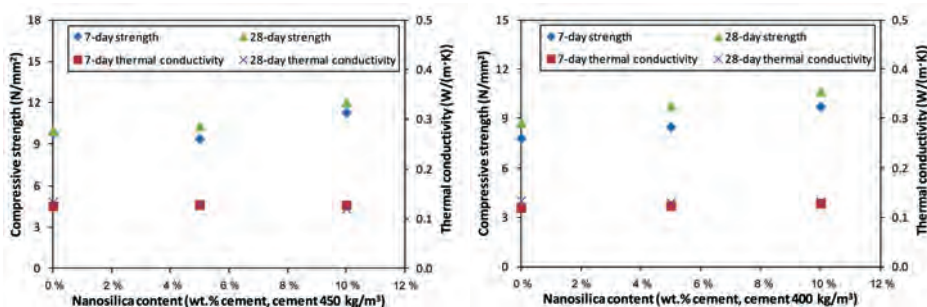 18
15
12
9
6
3
0
Compressive strength (N/mm²)
7-day strength 28-day strength
7-day thermal conductivity 28-day thermal conductivity
0.5
0.4
0.3
0.2
0.1
0.0
Thermal conductivity (W/(m·K))
0 % 2 % 4 % 6 % 8 % 10 % 12 %
Nanosilica content (wt.% cement, cement 450 kg/m³)
15
12
9
6
3
0
Compressive strength (N/mm²)
7-day strength 28-day strength
7-day thermal conductivity 28-day thermal conductivity
0.5
0.4
0.3
0.2
0.1
0.0
Thermal conductivity (W/(m·K))
0 % 2 % 4 % 6 % 8 % 10 % 12 %
Nanosilica content (wt.% cement, cement 400 kg/m³)